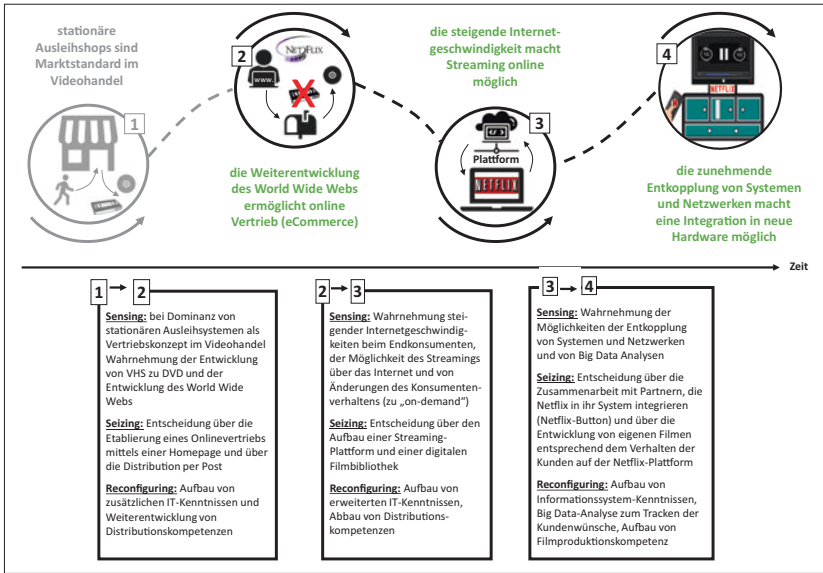 stationäre
Ausleihshops sind
Marktstandard im
Videohandel
1
2
NETFLIX
www.
die Weiterentwicklung
des World Wide Webs
ermöglicht online
Vertrieb (eCommerce)
die steigende Internet-
geschwindigkeit macht
Streaming online
möglich
3
Plattform
NETFLIX
4
NETFLIX
die zunehmende
Entkopplung von Systemen
und Netzwerken macht
eine Integration in neue
Hardware möglich
Zeit
1 → 2
Sensing: bei Dominanz von
stationären Ausleihsystemen als
Vertriebskonzept im Videohandel
Wahrnehmung der Entwicklung
von VHS zu DVD und der
Entwicklung des World Wide
Webs
Seizing: Entscheidung über die
Etablierung eines Onlinevertriebs
mittels einer Homepage und über
die Distribution per Post
Reconfiguring: Aufbau von
zusätzlichen IT-Kenntnissen und
Weiterentwicklung von
Distributionskompetenzen
2 → 3
Sensing: Wahrnehmung stei-
gender Internetgeschwindig-
keiten beim Endkonsumenten,
der Möglichkeit des Streamings
über das Internet und von
Änderungen des Konsumenten-
verhaltens (zu „on-demand“)
Seizing: Entscheidung über den
Aufbau einer Streaming-
Plattform und einer digitalen
Filmbibliothek
Reconfiguring: Aufbau von
erweiterten IT-Kenntnissen,
Abbau von Distributions-
kompetenzen
3 → 4
Sensing: Wahrnehmung der
Möglichkeiten der Entkopplung
von Systemen und Netzwerken
und von Big Data Analysen
Seizing: Entscheidung über die
Zusammenarbeit mit Partnern, die
Netflix in ihr System integrieren
(Netflix-Button) und über die
Entwicklung von eigenen Filmen
entsprechend dem Verhalten der
Kunden auf der Netflix-Plattform
Reconfiguring: Aufbau von
Informationssystem-Kenntnissen,
Big Data-Analyse zum Tracken der
Kundenwünsche, Aufbau von
Filmproduktionskompetenz